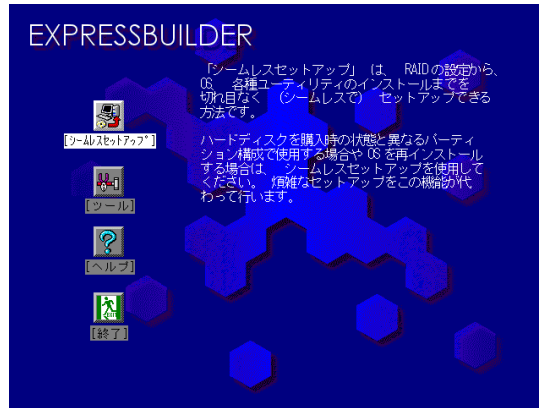 EXPRESSBUILDER
「シームレスセットアップ」 は、 RAIDの設定から、
OS、 各種ユーティリティのインストールまでを
切れ目なく （シームレスで） セットアップできる
方法です。
ハードディスクを購入時の状態と異なるパーティ
ション構成で使用する場合や OS を再インストール
する場合は、 シームレスセットアップを使用して
ください。 煩雑なセットアップをこの機能が代
わって行います。
[ｼｰﾑﾚｽｾｯﾄｱｯﾌﾟ]
[ツール]
[ヘルプ]
EXIT
[終了]